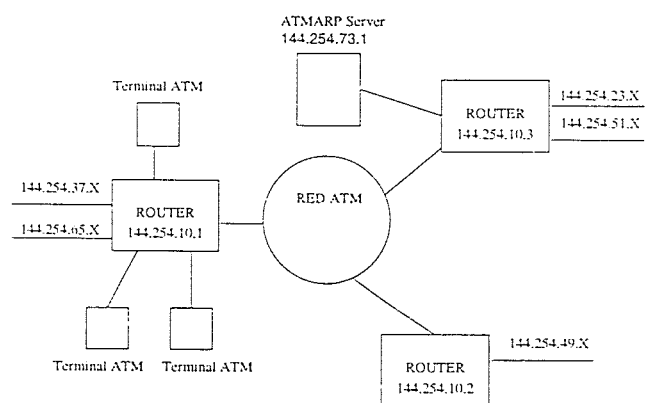 ATMARP Server
144.254.73.1
Terminal ATM
ROUTER
144.254.10.3
144.254.23.X
144.254.51.X
144.254.37.X
144.254.65.X
ROUTER
144.254.10.1
RED ATM
Terminal ATM
Terminal ATM
ROUTER
144.254.10.2
144.254.49.X